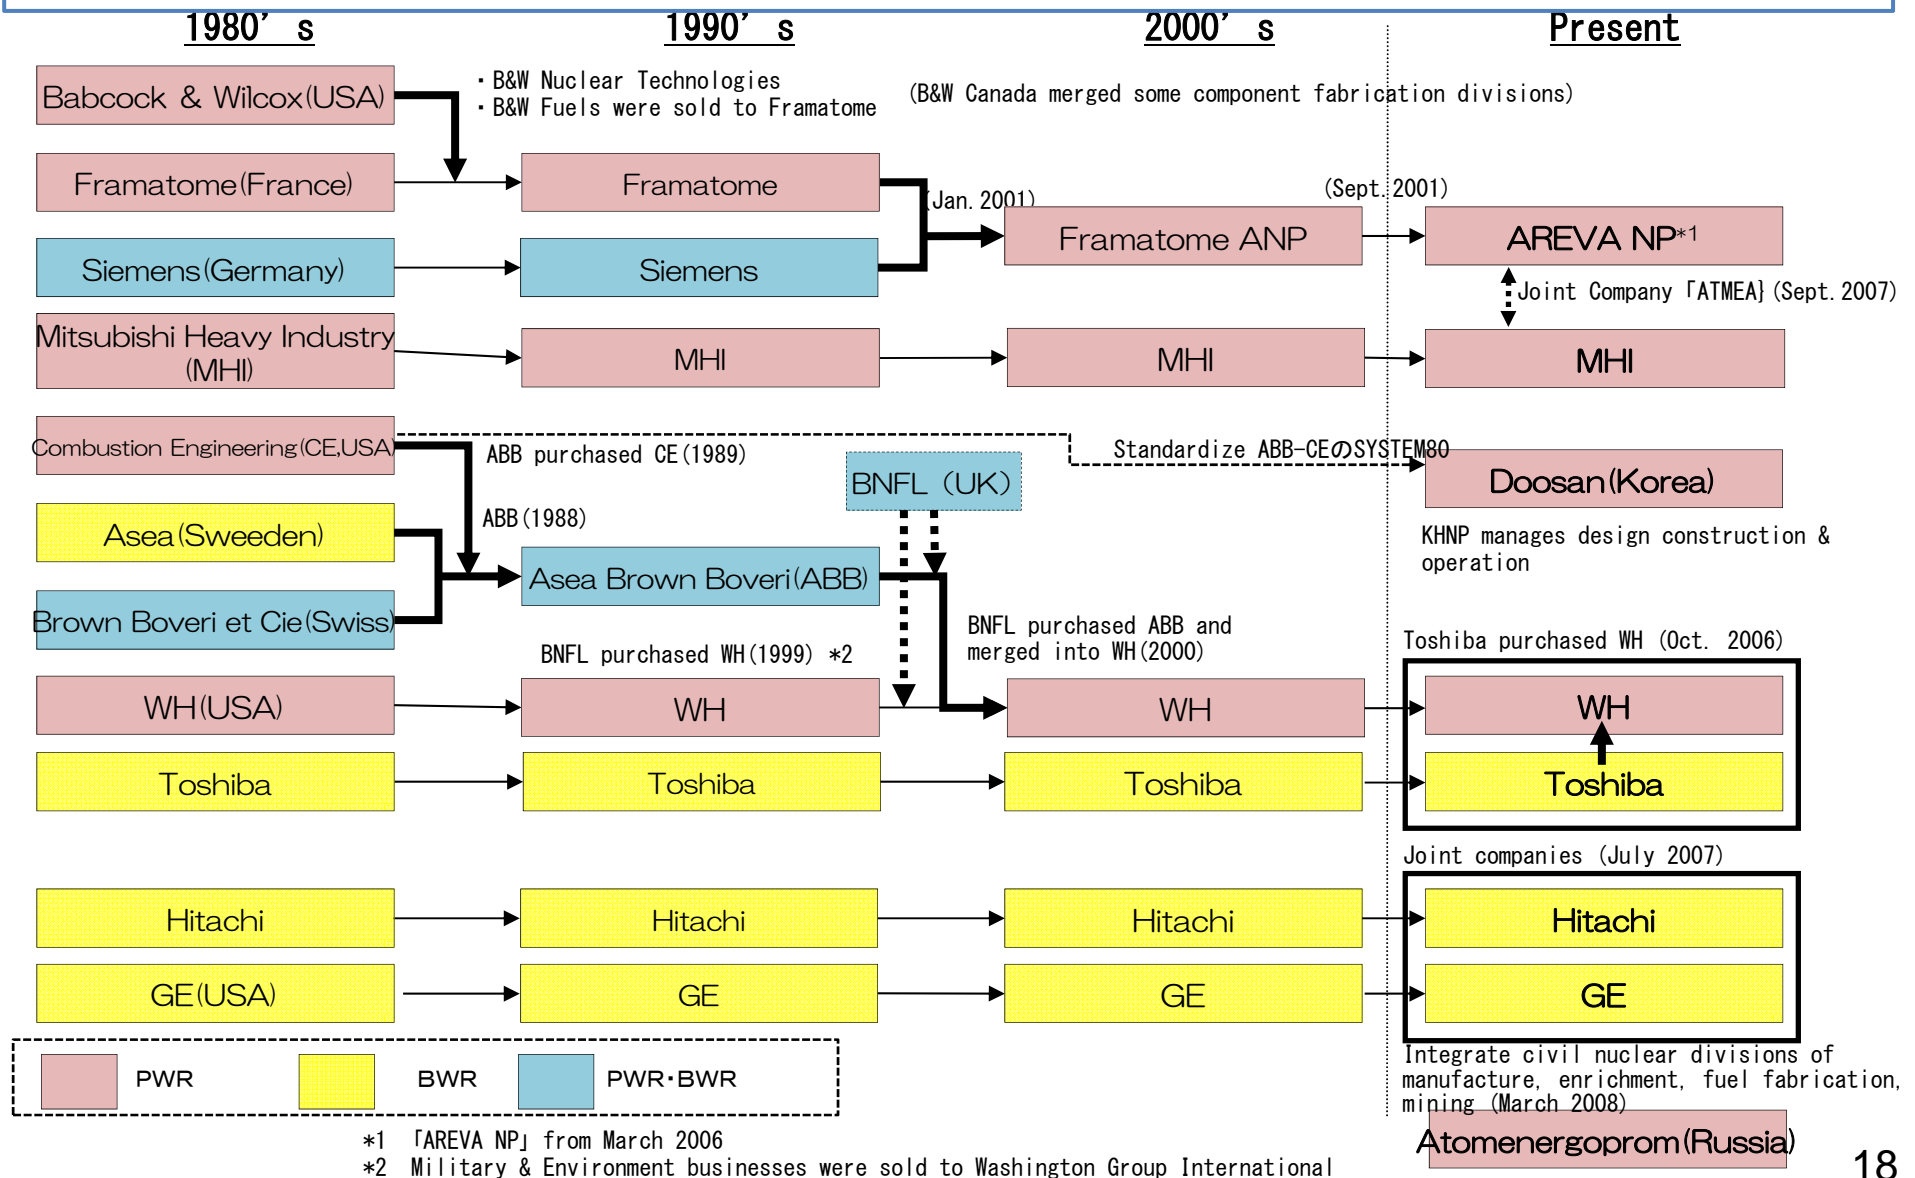 1980’s
1990’s
2000’s
Present
Babcock & Wilcox(USA)
・B&W Nuclear Technologies
・B&W Fuels were sold to Framatome
(B&W Canada merged some component fabrication divisions)
Framatome(France)
Framatome
(Jan.2001)
(Sept.2001)
Framatome ANP
AREVA NP*1
Siemens(Germany)
Siemens
Joint Company「ATMEA}(Sept.2007)
Mitsubishi Heavy Industry
(MHI)
MHI
MHI
MHI
Combustion Engineering(CE,USA)
ABB purchased CE(1989)
Standardize ABB-CEのSYSTEM80
BNFL (UK)
Doosan(Korea)
KHNP manages design construction &
operation
Asea(Sweeden)
ABB(1988)
Asea Brown Boveri(ABB)
Brown Boveri et Cie(Swiss)
BNFL purchased WH(1999) *2
BNFL purchased ABB and
merged into WH(2000)
Toshiba purchased WH (Oct. 2006)
WH(USA)
WH
WH
WH
Toshiba
Toshiba
Toshiba
Toshiba
Joint companies (July 2007)
Hitachi
Hitachi
Hitachi
Hitachi
GE(USA)
GE
GE
GE
PWR
BWR
PWR・BWR
Integrate civil nuclear divisions of
manufacture, enrichment, fuel fabrication,
mining (March 2008)
Atomenergoprom(Russia)
*1 「AREVA NP」 from March 2006
*2 Military & Environment businesses were sold to Washington Group International
18